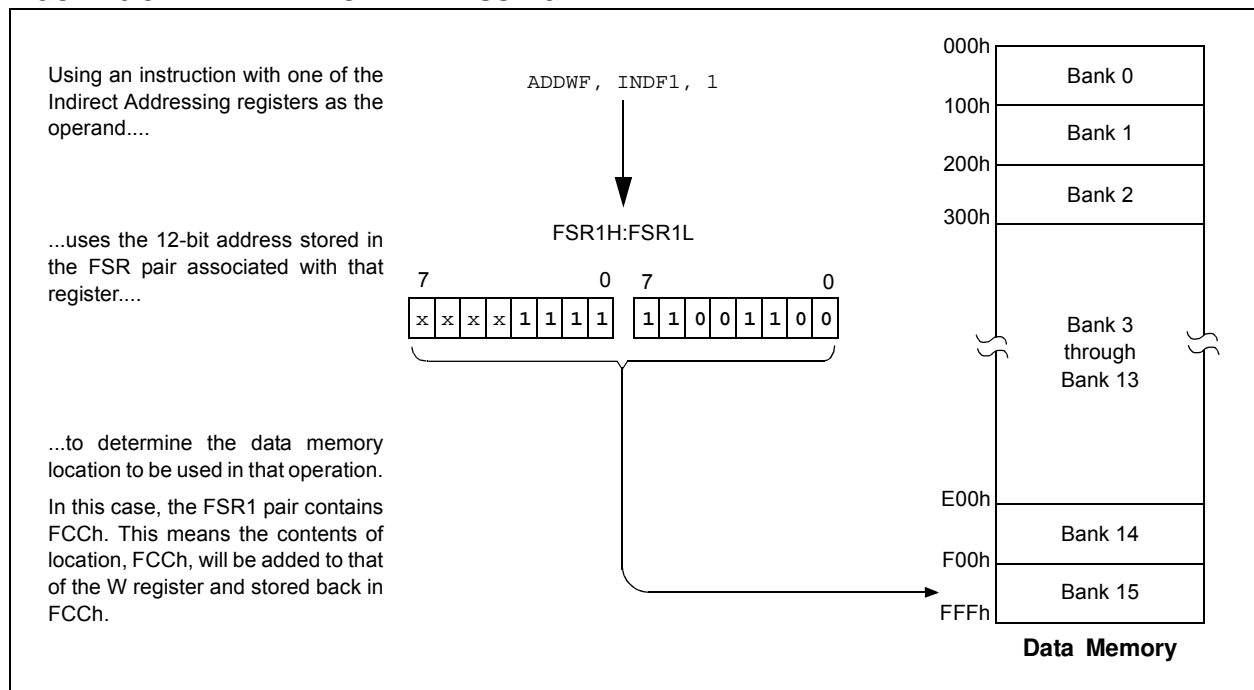 Using an instruction with one of the
Indirect Addressing registers as the
operand....
ADDWF, INDF1, 1
...uses the 12-bit address stored in
the FSR pair associated with that
register....
FSR1H:FSR1L
7 0 7 0
x x x x 1 1 1 1 1 1 0 0 1 1 0 0
...to determine the data memory
location to be used in that operation.
In this case, the FSR1 pair contains
FCCh. This means the contents of
location, FCCh, will be added to that
of the W register and stored back in
FCCh.
000h
Bank 0
100h
Bank 1
200h
Bank 2
300h
Bank 3
through
Bank 13
E00h
Bank 14
F00h
Bank 15
FFFh
Data Memory